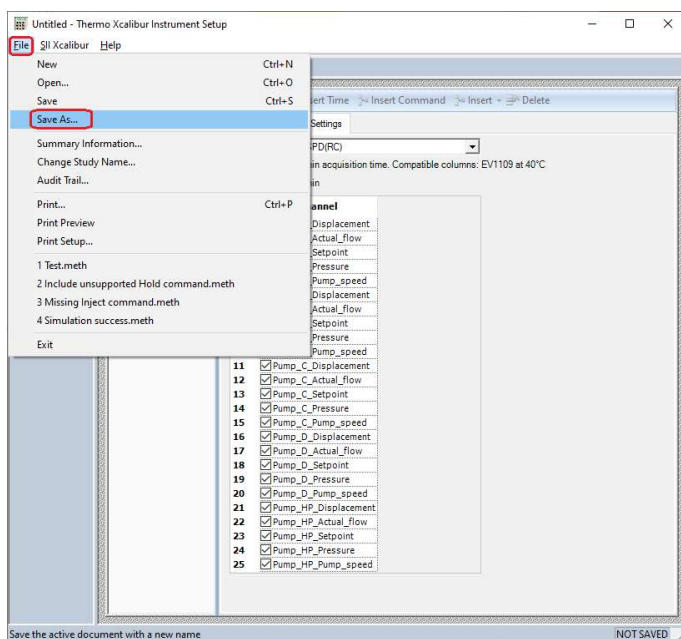 Untitled - Thermo Xcalibur Instrument Setup
File SII Xcalibur Help
New Ctrl+N
Open... Ctrl+O
Save Ctrl+S
Save As...
Summary Information...
Change Study Name...
Audit Trail...
Print... Ctrl+P
Print Preview
Print Setup...
1 Test.meth
2 Include unsupported Hold command.meth
3 Missing Inject command.meth
4 Simulation success.meth
Exit
Time Insert Command Insert Delete
Settings
PD(RC)
in acquisition time. Compatible columns: EV1109 at 40°C
in
annel
Displacement
Actual_flow
Setpoint
Pressure
Pump_speed
Displacement
Actual_flow
Setpoint
Pressure
Pump_speed
11 Pump_C_Displacement
12 Pump_C_Actual_flow
13 Pump_C_Setpoint
14 Pump_C_Pressure
15 Pump_C_Pump_speed
16 Pump_D_Displacement
17 Pump_D_Actual_flow
18 Pump_D_Setpoint
19 Pump_D_Pressure
20 Pump_D_Pump_speed
21 Pump_HP_Displacement
22 Pump_HP_Actual_flow
23 Pump_HP_Setpoint
24 Pump_HP_Pressure
25 Pump_HP_Pump_speed
Save the active document with a new name NOT SAVED